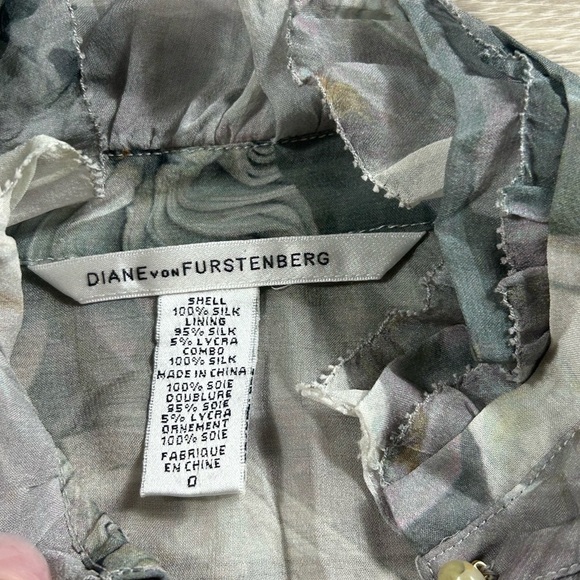 DIANE VON FURSTENBERG
SHELL
100% SILK
LINING
95% SILK
5% LYCRA
COMBO
100% SILK
MADE IN CHINA
100% SOIE
DOUBLURE
95% SOIE
5% LYCRA
ORNEMENT
100% SOIE
FABRIQUE
EN CHINE
0